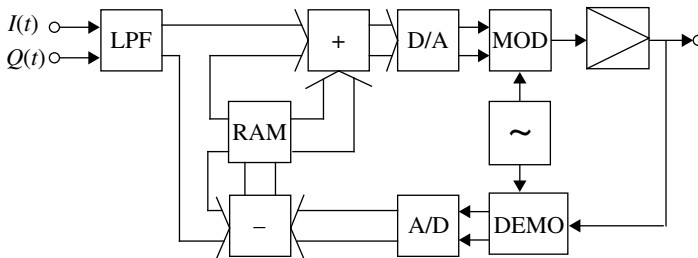 I(t)
Q(t)
LPF
+
D/A
MOD
RAM
~
−
A/D
DEMO